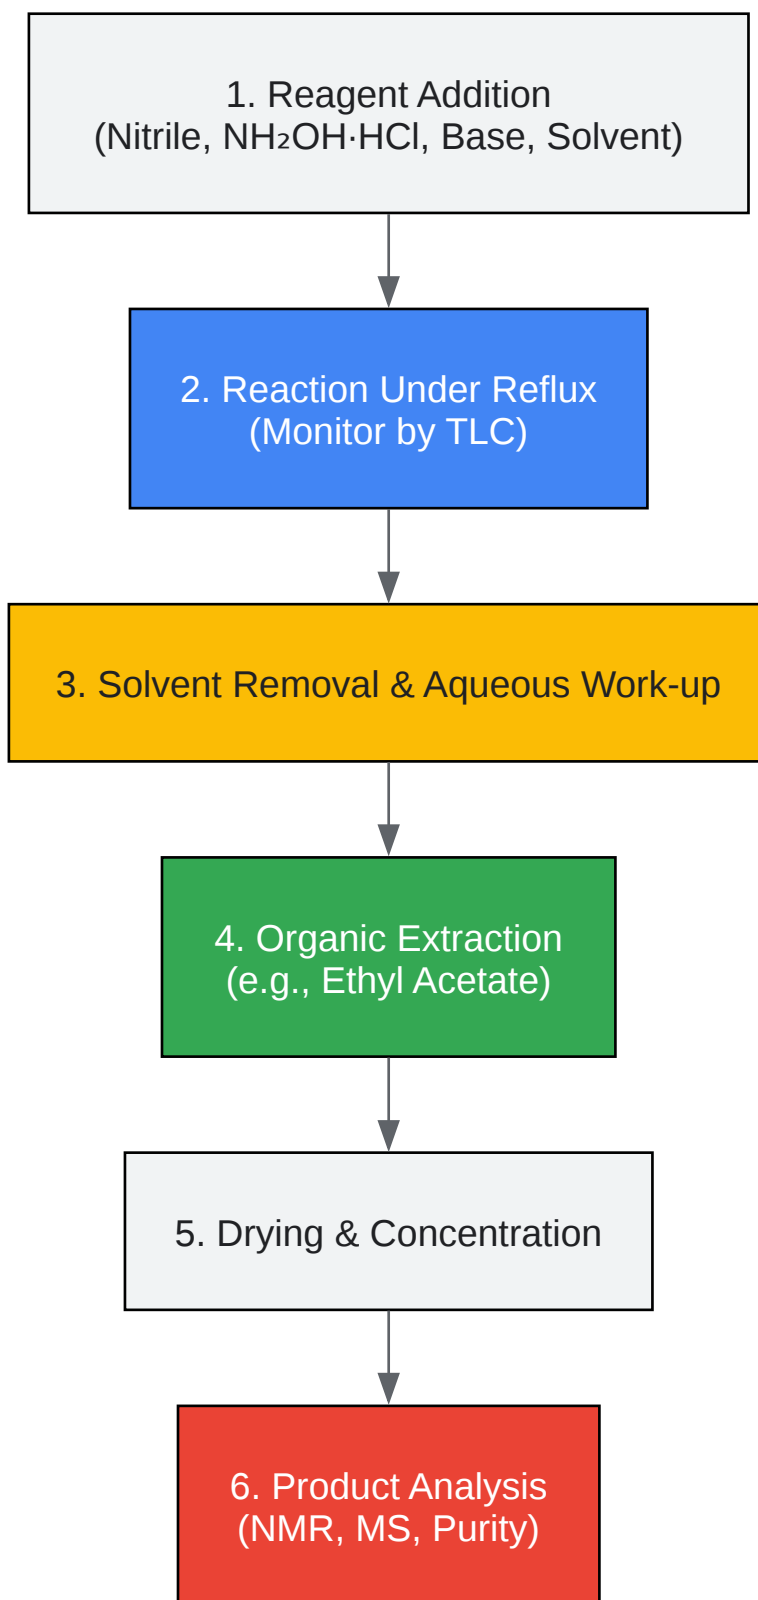 1. Reagent Addition
(Nitrile, NH₂OH·HCl, Base, Solvent)
2. Reaction Under Reflux
(Monitor by TLC)
3. Solvent Removal & Aqueous Work-up
4. Organic Extraction
(e.g., Ethyl Acetate)
5. Drying & Concentration
6. Product Analysis
(NMR, MS, Purity)